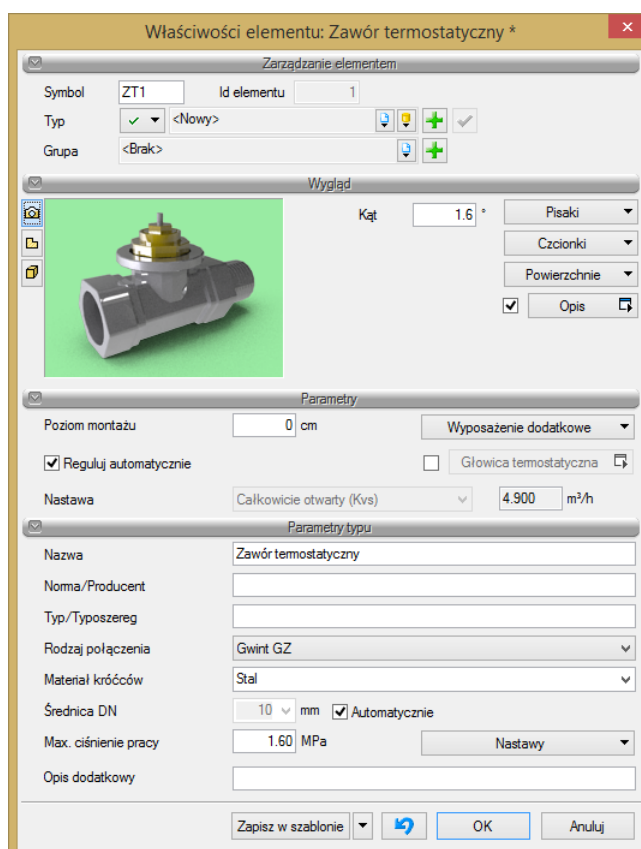 Właściwości elementu: Zawór termostatyczny *
Zarządzanie elementem
Symbol ZT1 Id elementu 1
Typ <Nowy>
Grupa <Brak>
Wygląd
Kąt 1.6 ° Pisaki
Czcionki
Powierzchnie
Opis
Parametry
Poziom montażu 0 cm Wyposażenie dodatkowe
Reguluj automatycznie Głowica termostatyczna
Nastawa Całkowicie otwarty (Kvs) 4.900 m³/h
Parametry typu
Nazwa Zawór termostatyczny
Norma/Producent
Typ/Typoszereg
Rodzaj połączenia Gwint GZ
Materiał króćców Stal
Średnica DN 10 mm Automatycznie
Max. ciśnienie pracy 1.60 MPa Nastawy
Opis dodatkowy
Zapisz w szablonie OK Anuluj